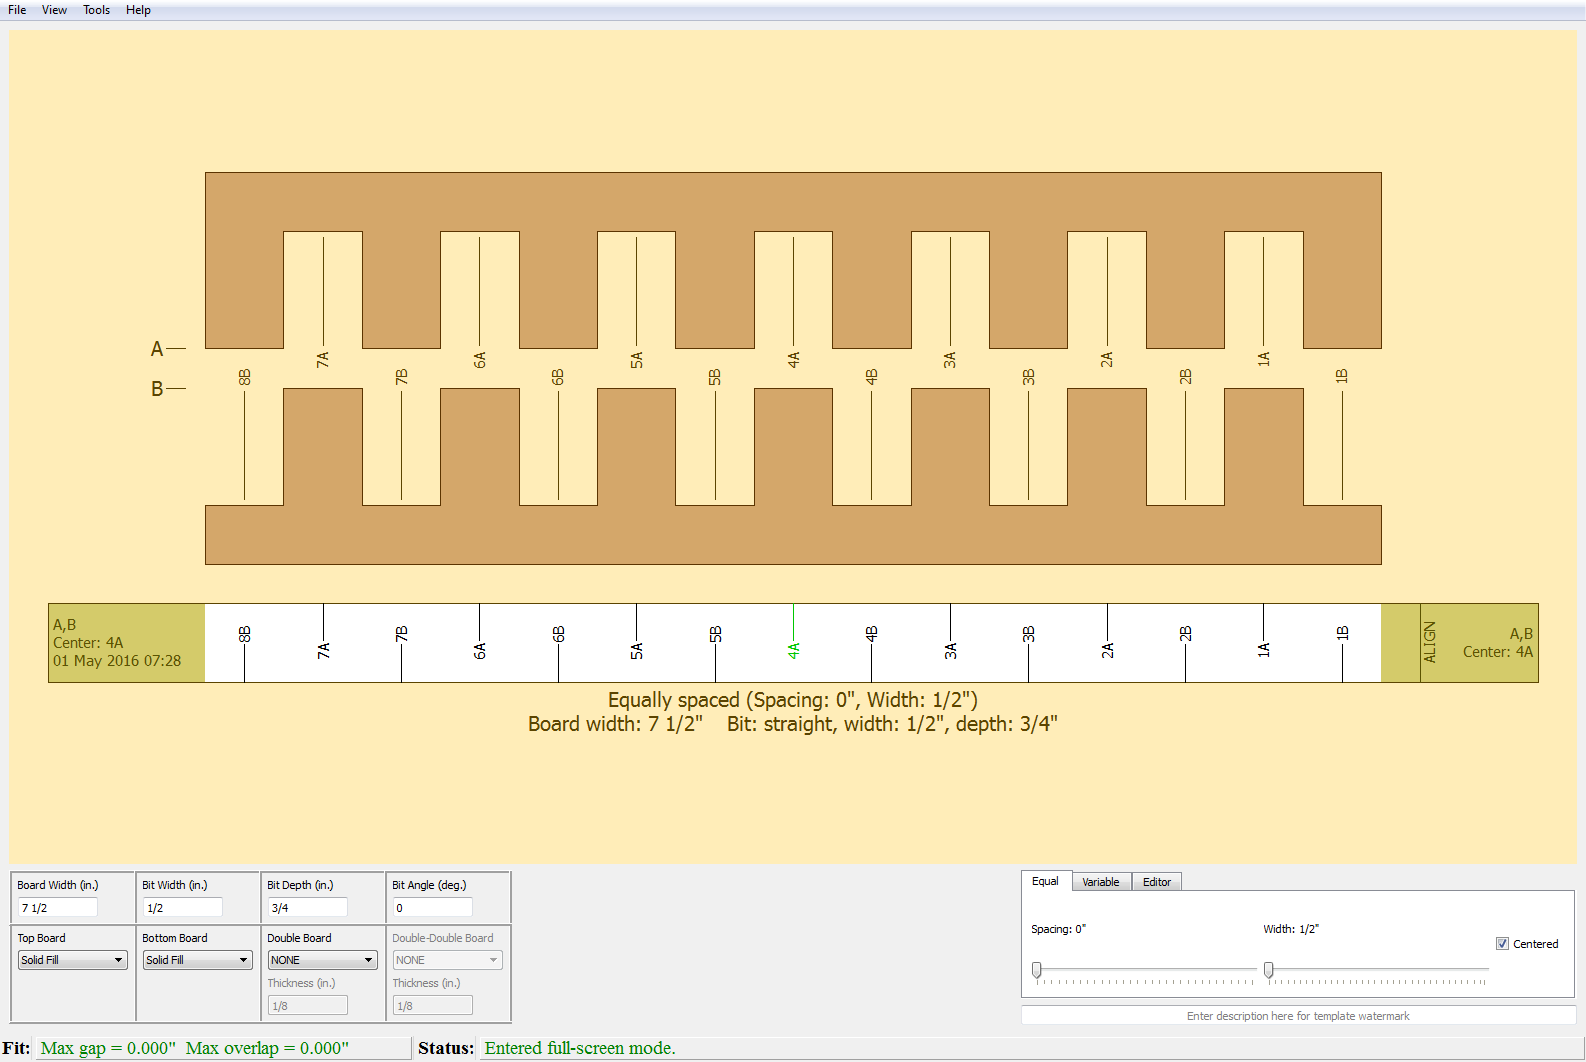 File View Tools Help
A
B
7A 6A 5A 4A 3A 2A 1A
8B 7B 6B 5B 4B 3B 2B 1B
A,B
Center: 4A
01 May 2016 07:28
8B 7A 7B 6A 6B 5A 5B 4A 4B 3A 3B 2A 2B 1A 1B
ALIGN
A,B
Center: 4A
Equally spaced (Spacing: 0", Width: 1/2")
Board width: 7 1/2" Bit: straight, width: 1/2", depth: 3/4"
Board Width (in.) Bit Width (in.) Bit Depth (in.) Bit Angle (deg.)
7 1/2 1/2 3/4 0
Top Board Bottom Board Double Board Double-Double Board
Solid Fill Solid Fill NONE NONE
Thickness (in.) Thickness (in.)
1/8 1/8
Equal Variable Editor
Spacing: 0" Width: 1/2"
Centered
Enter description here for template watermark
Fit: Max gap = 0.000" Max overlap = 0.000" Status: Entered full-screen mode.